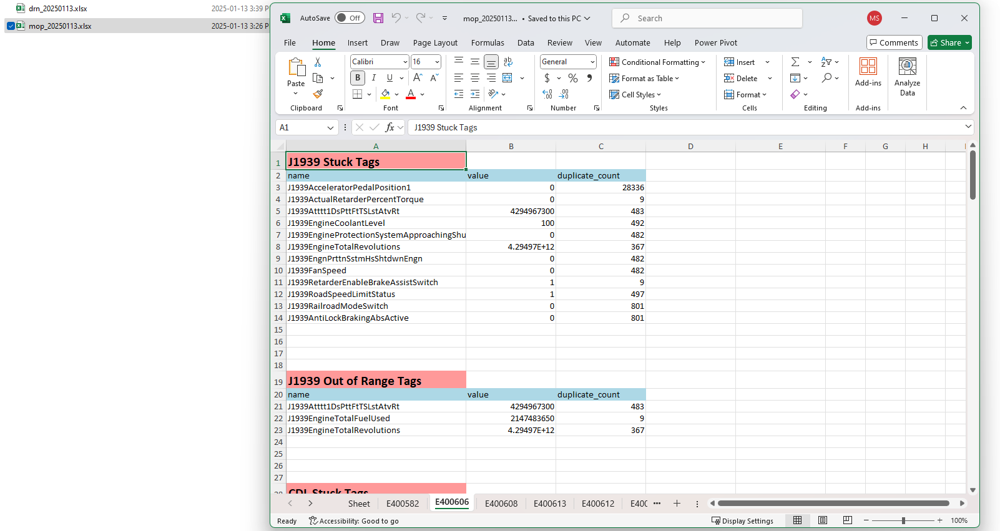 drn_20250113.xlsx 2025-01-13 3:39 P
mop_20250113.xlsx 2025-01-13 3:26 P
AutoSave Off mop_20250113... • Saved to this PC Search MS
File Home Insert Draw Page Layout Formulas Data Review View Automate Help Power Pivot Comments Share
Paste Calibri 16 General Conditional Formatting Insert
B I U A A $ % Format as Table Delete Add-ins Analyze Data
A Cell Styles Format
Clipboard Font Alignment Number Styles Cells Editing Add-ins
A1 fx J1939 Stuck Tags
A B C D E F G H
1 J1939 Stuck Tags
2 name value duplicate_count
3 J1939AcceleratorPedalPosition1 0 28336
4 J1939ActualRetarderPercentTorque 0 9
5 J1939Atttt1DsPttFtTSLstAtvRt 4294967300 483
6 J1939EngineCoolantLevel 100 492
7 J1939EngineProtectionSystemApproachingShu 0 482
8 J1939EngineTotalRevolutions 4.29497E+12 367
9 J1939EngnPrttnSstmHsShtdwnEngn 0 482
10 J1939FanSpeed 0 482
11 J1939RetarderEnableBrakeAssistSwitch 1 9
12 J1939RoadSpeedLimitStatus 1 497
13 J1939RailroadModeSwitch 0 801
14 J1939AntiLockBrakingAbsActive 0 801
15
16
17
18
19 J1939 Out of Range Tags
20 name value duplicate_count
21 J1939Atttt1DsPttFtTSLstAtvRt 4294967300 483
22 J1939EngineTotalFuelUsed 2147483650 9
23 J1939EngineTotalRevolutions 4.29497E+12 367
24
25
26
27
28 CDL Stuck Tags
Sheet E400582 E400606 E400608 E400613 E400612 E400 ...
Ready Accessibility: Good to go Display Settings 100%